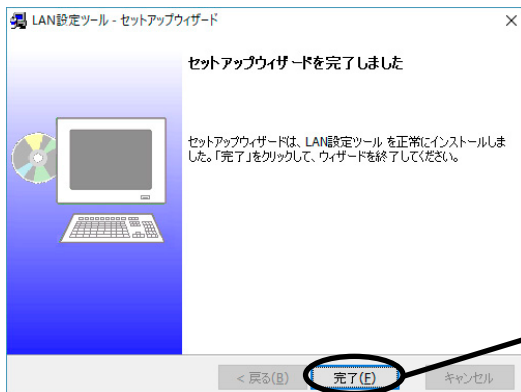 LAN設定ツール - セットアップウィザード
セットアップウィザードを完了しました
セットアップウィザードは、LAN設定ツール を正常にインストールしま
した。「完了」をクリックして、ウィザードを終了してください。
< 戻る(B) 完了(F) キャンセル